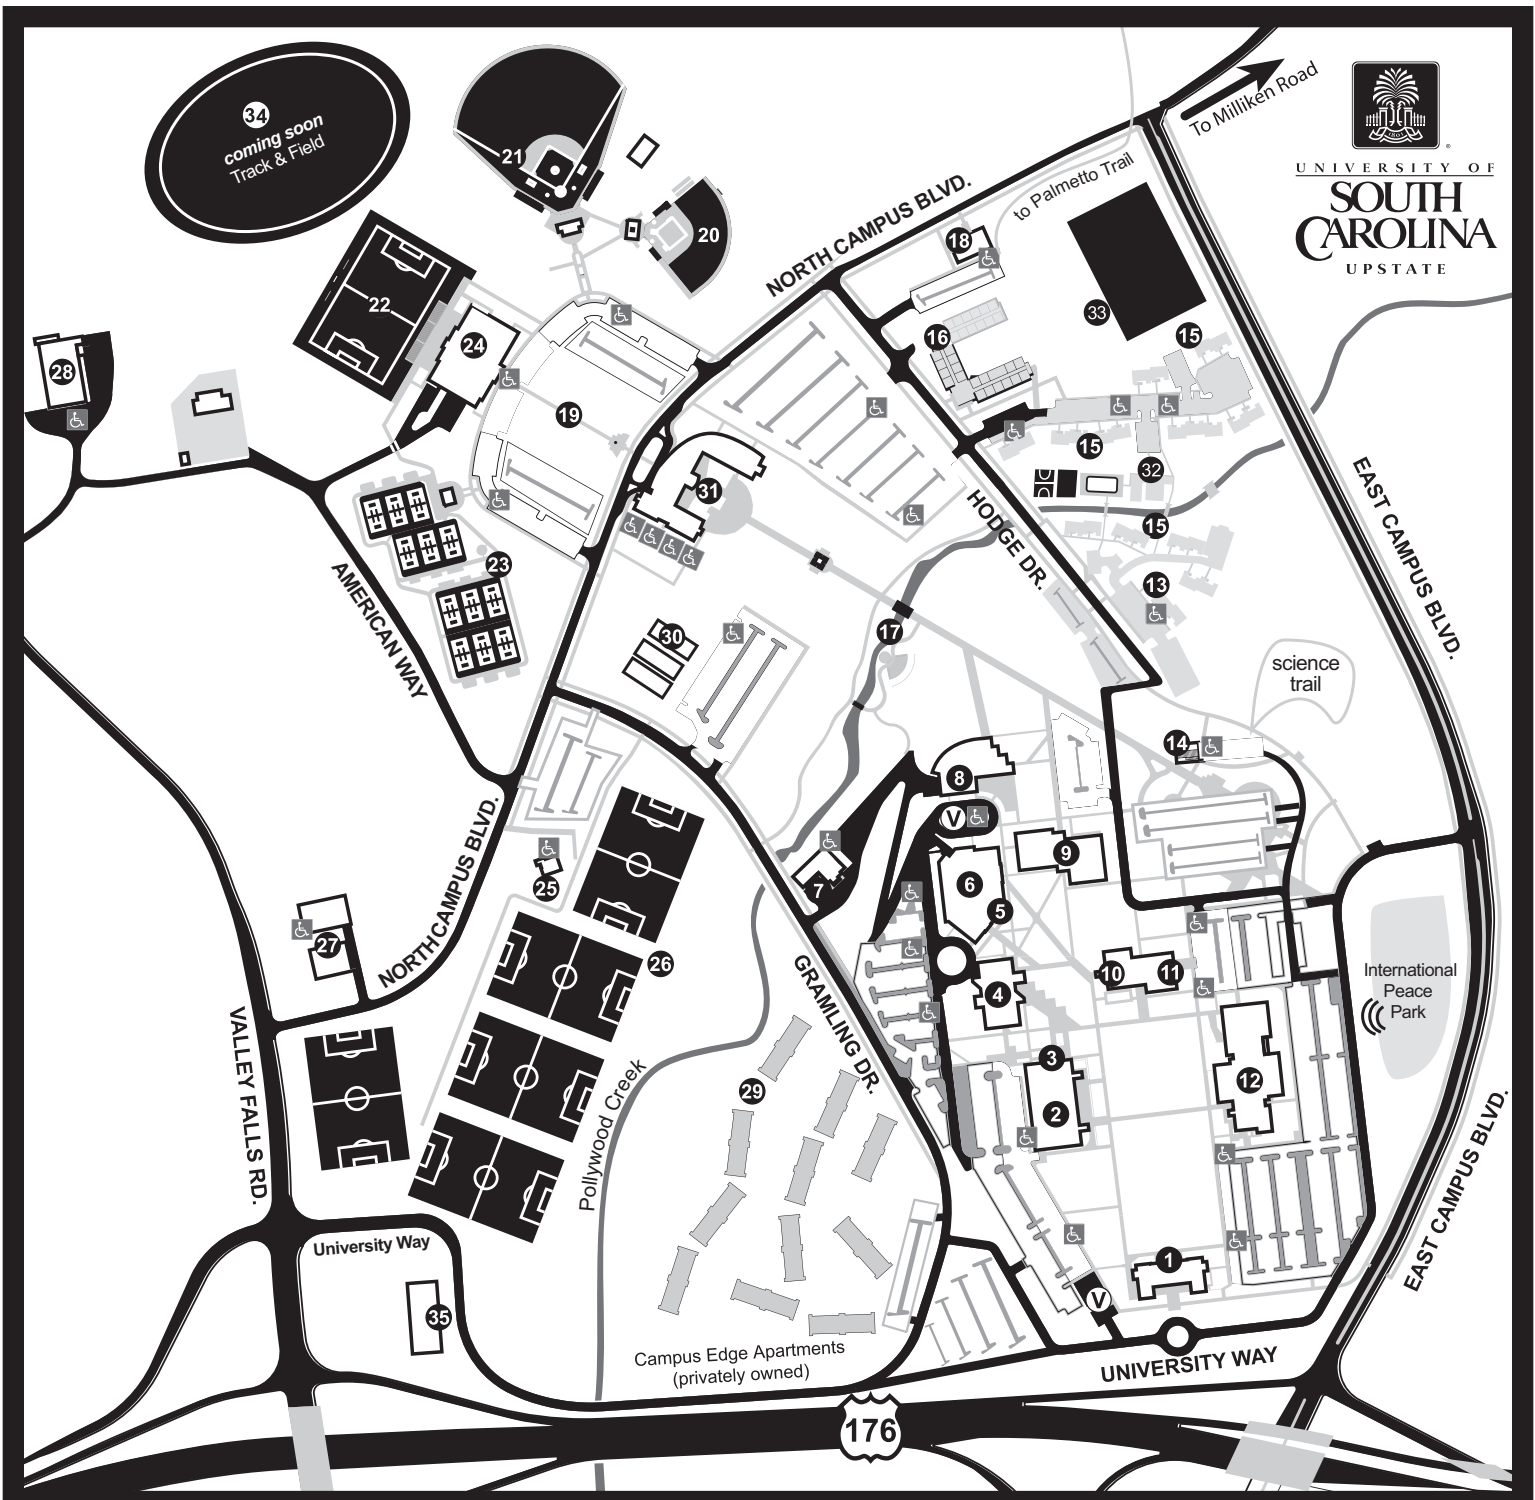 34
coming soon
Track & Field
21
20
22
24
28
19
23
31
30
NORTH CAMPUS BLVD.
to Palmetto Trail
To Milliken Road
UNIVERSITY OF
SOUTH
CAROLINA
UPSTATE
18
16
33
15
15
32
15
13
HODGE DR.
EAST CAMPUS BLVD.
AMERICAN WAY
17
science
trail
14
8
V
9
7
6
5
4
10
11
3
2
12
1
V
25
26
27
NORTH CAMPUS BLVD.
GRAMLING DR.
International
Peace
Park
VALLEY FALLS RD.
Pollywood Creek
29
EAST CAMPUS BLVD.
University Way
35
Campus Edge Apartments
(privately owned)
UNIVERSITY WAY
176